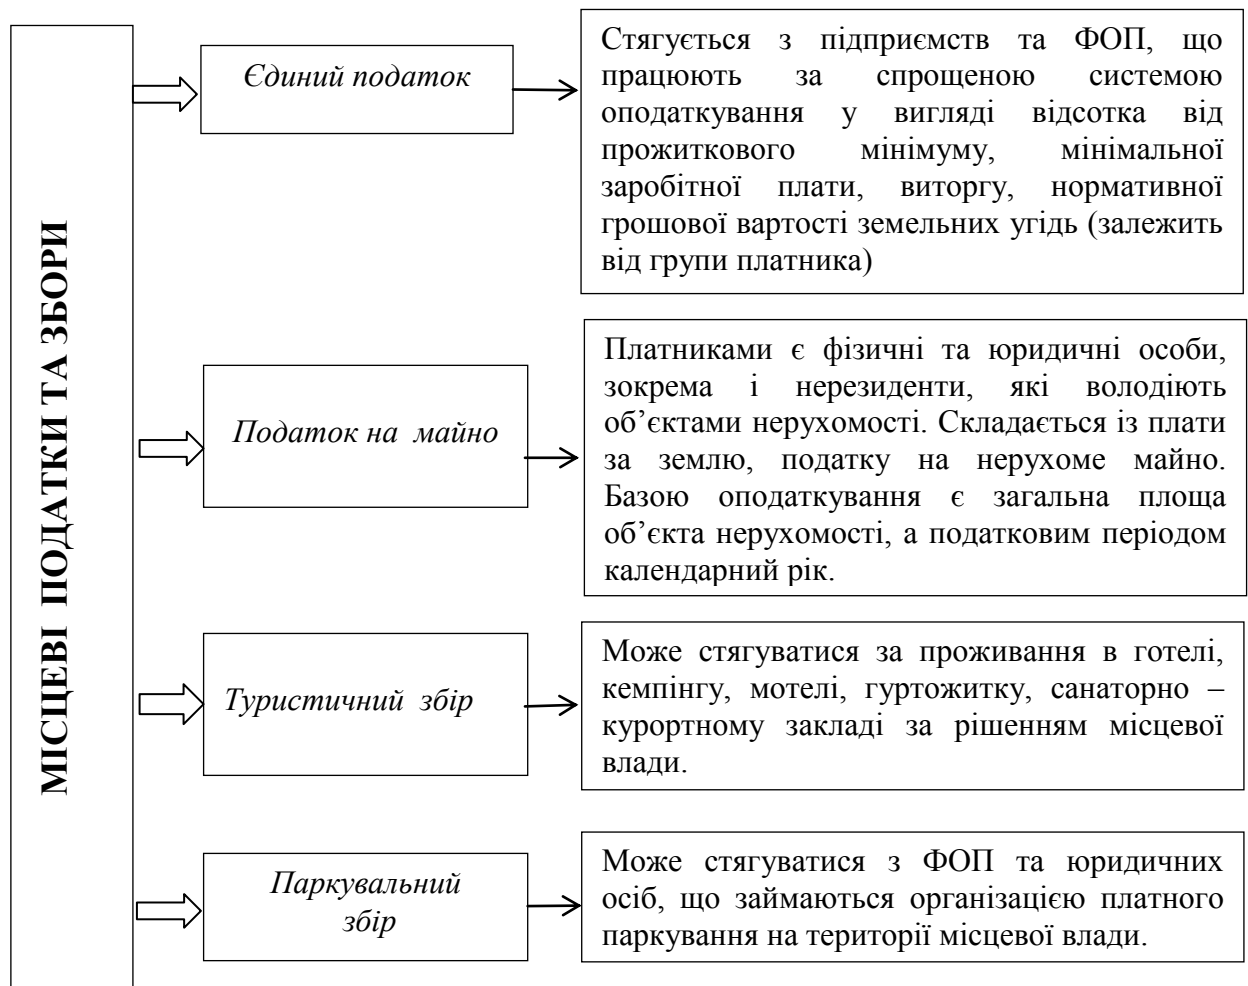 МІСЦЕВІ ПОДАТКИ ТА ЗБОРИ
Єдиний податок
Стягується з підприємств та ФОП, що
працюють за спрощеною системою
оподаткування у вигляді відсотка від
прожиткового мінімуму, мінімальної
заробітної плати, виторгу, нормативної
грошової вартості земельних угідь (залежить
від групи платника)
Податок на майно
Платниками є фізичні та юридичні особи,
зокрема і нерезиденти, які володіють
об’єктами нерухомості. Складається із плати
за землю, податку на нерухоме майно.
Базою оподаткування є загальна площа
об’єкта нерухомості, а податковим періодом
календарний рік.
Туристичний збір
Може стягуватися за проживання в готелі,
кемпінгу, мотелі, гуртожитку, санаторно –
курортному закладі за рішенням місцевої
влади.
Паркувальний
збір
Може стягуватися з ФОП та юридичних
осіб, що займаються організацією платного
паркування на території місцевої влади.